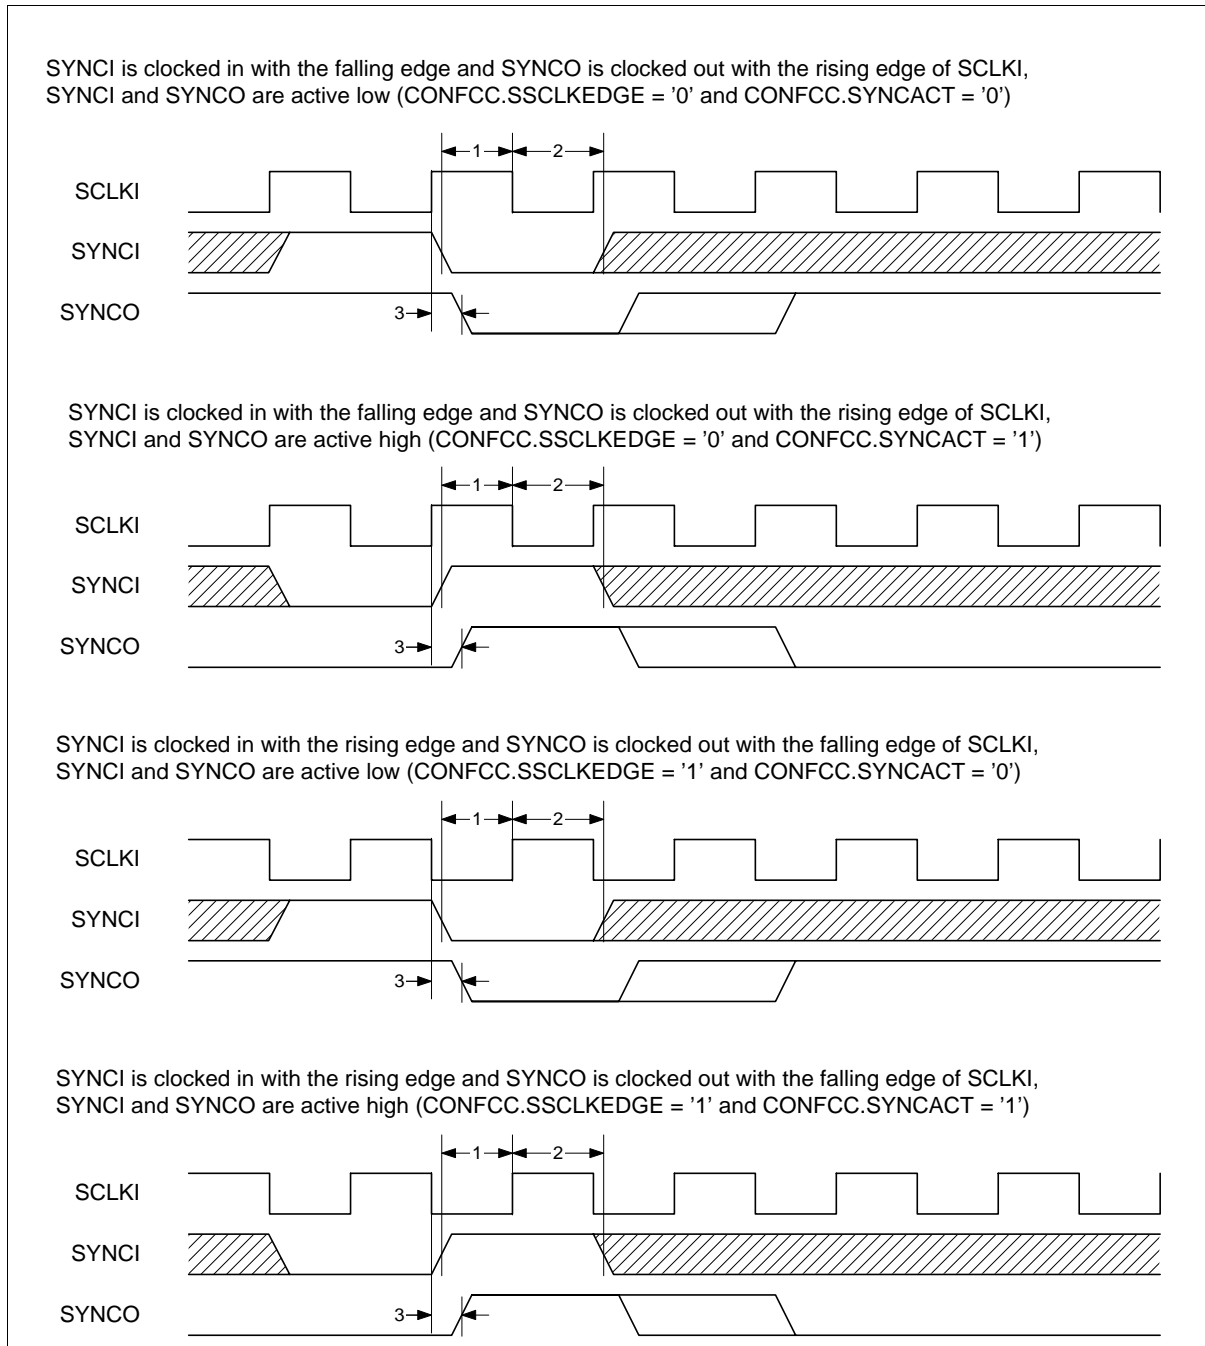 SYNCI is clocked in with the falling edge and SYNCO is clocked out with the rising edge of SCLKI,
SYNCI and SYNCO are active low (CONFCC.SSCLKEDGE = '0' and CONFCC.SYNCACT = '0')
1 2
SCLKI
SYNCI
SYNCO
3
SYNCI is clocked in with the falling edge and SYNCO is clocked out with the rising edge of SCLKI,
SYNCI and SYNCO are active high (CONFCC.SSCLKEDGE = '0' and CONFCC.SYNCACT = '1')
1 2
SCLKI
SYNCI
SYNCO
3
SYNCI is clocked in with the rising edge and SYNCO is clocked out with the falling edge of SCLKI,
SYNCI and SYNCO are active low (CONFCC.SSCLKEDGE = '1' and CONFCC.SYNCACT = '0')
1 2
SCLKI
SYNCI
SYNCO
3
SYNCI is clocked in with the rising edge and SYNCO is clocked out with the falling edge of SCLKI,
SYNCI and SYNCO are active high (CONFCC.SSCLKEDGE = '1' and CONFCC.SYNCACT = '1')
1 2
SCLKI
SYNCI
SYNCO
3